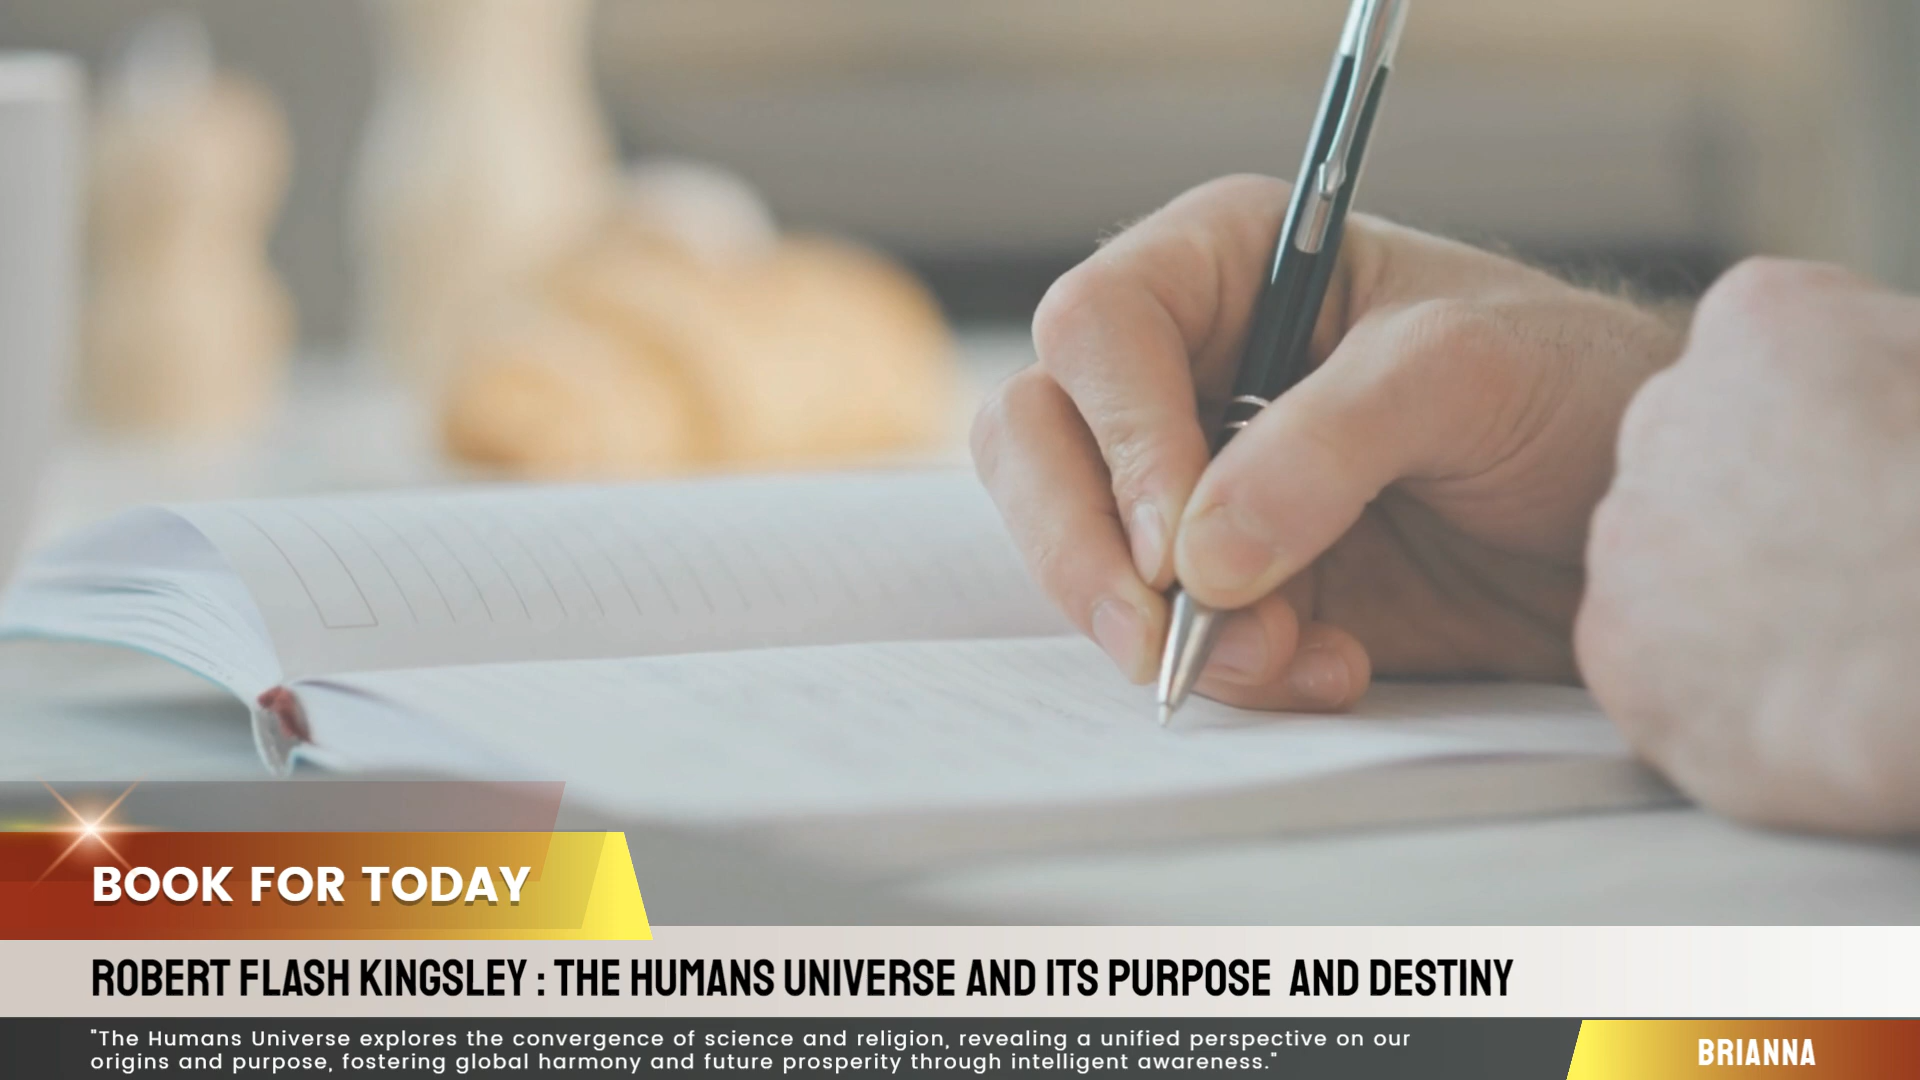 BOOK FOR TODAY
ROBERT FLASH KINGSLEY : THE HUMANS UNIVERSE AND ITS PURPOSE  AND DESTINY
"The Humans Universe explores the convergence of science and religion, revealing a unified perspective on our
origins and purpose, fostering global harmony and future prosperity through intelligent awareness."
BRIANNA